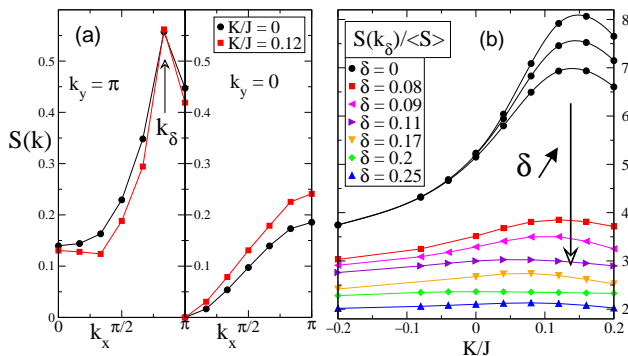 (a)
K/J = 0
K/J = 0.12
k_y = π
k_y = 0
k_δ
S(k)
0.6
0.5
0.4
0.3
0.2
0.1
0
0.5
0.4
0.3
0.2
0.1
0
0 k_x π/2 π k_x π/2 π
S(k_δ)/<S>
(b)
δ = 0
δ = 0.08
δ = 0.09
δ = 0.11
δ = 0.17
δ = 0.2
δ = 0.25
δ
8
7
6
5
4
3
2
−0.2 −0.1 0 0.1 0.2
K/J